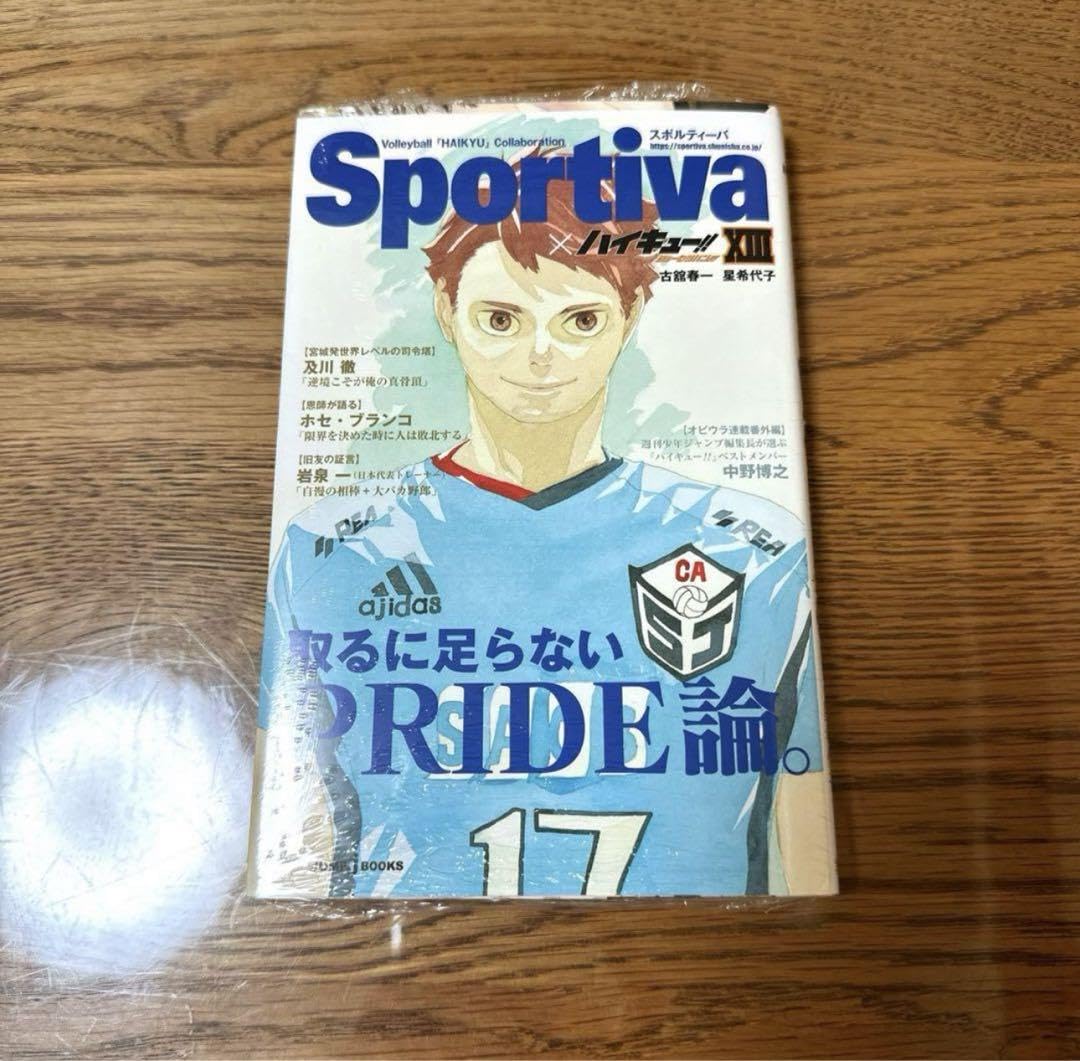 Volleyball「HAIKYU」Collaboration
スポルティーバ
https://sportiva.shueisha.co.jp/
Sportiva
×ハイキュー!! XIII
古舘春一 星希代子
【宮城発世界レベルの司令塔】
及川 徹
「逆境こそが俺の真骨頂」
【恩師が語る】
ホセ・ブランコ
「限界を決めた時に人は敗北する」
【旧友の証言】
岩泉 一(日本代表トレーナー)
「自慢の相棒+大バカ野郎」
【オビウラ連載番外編】
週刊少年ジャンプ編集長が選ぶ
『ハイキュー!!』ベストメンバー
中野博之
REA
REA
ajidas
CA
SJ
取るに足らない
PRIDE論。
17
JUMP J BOOKS